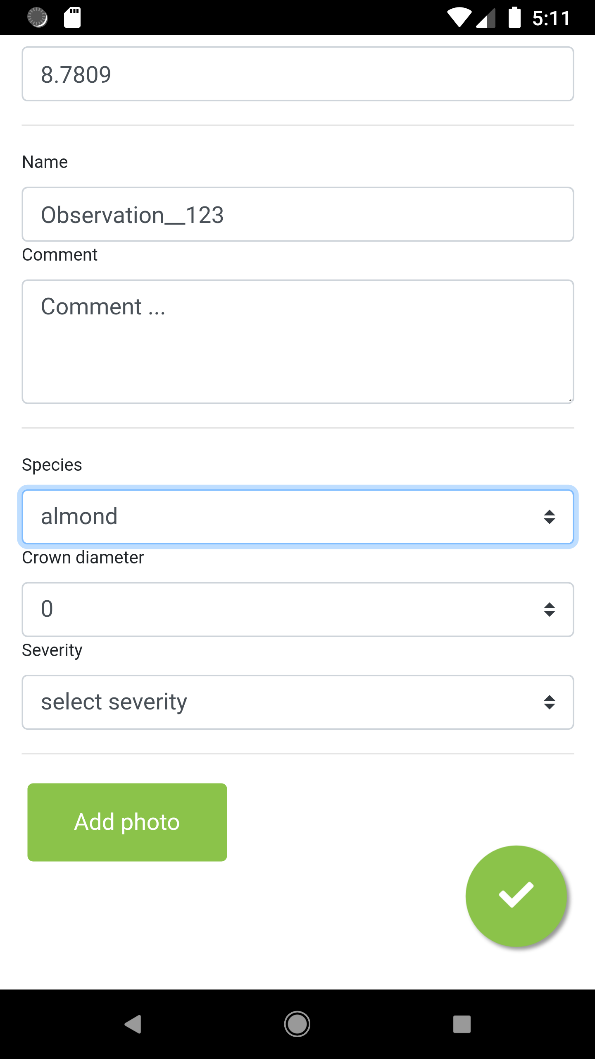 5:11
8.7809
Name
Observation__123
Comment
Comment ...
Species
almond
Crown diameter
0
Severity
select severity
Add photo